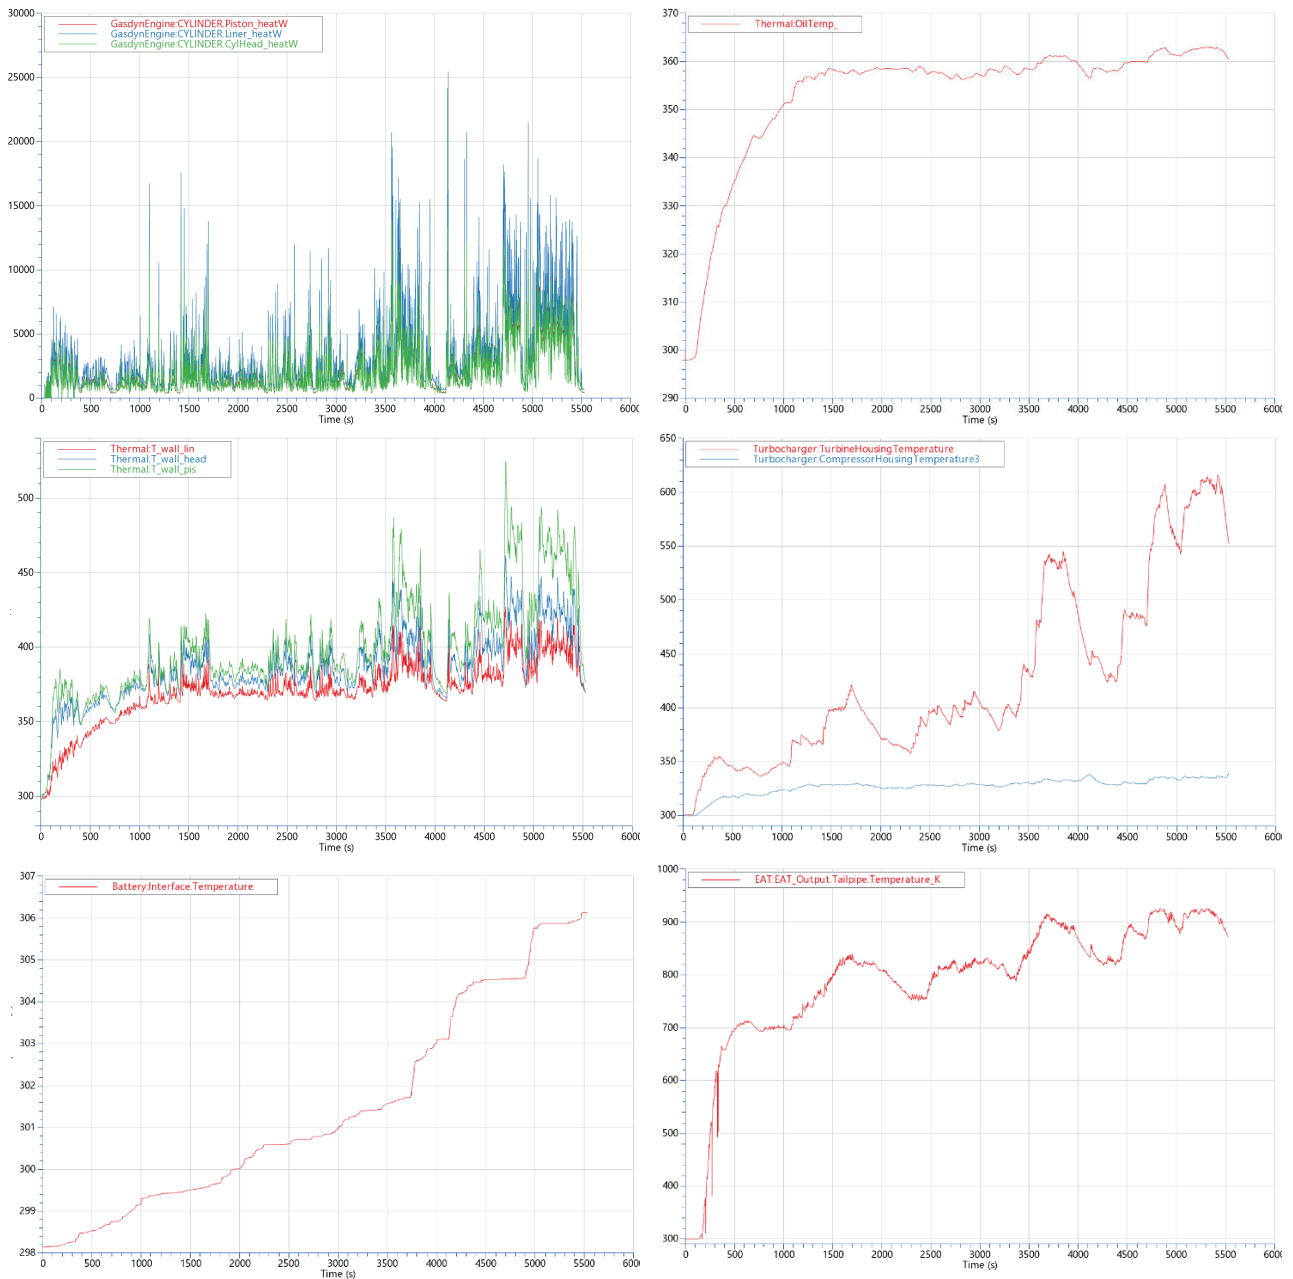 GasdynEngine:CYLINDER.Piston_heatW
GasdynEngine:CYLINDER.Liner_heatW
GasdynEngine:CYLINDER.CylHead_heatW
30000
25000
20000
15000
10000
5000
0
0 500 1000 1500 2000 2500 3000 3500 4000 4500 5000 5500 600
Time (s)
Thermal:OilTemp_
370
360
350
340
330
320
310
300
290
0 500 1000 1500 2000 2500 3000 3500 4000 4500 5000 5500 600
Time (s)
Thermal:T_wall_lin
Thermal:T_wall_head
Thermal:T_wall_pis
500
450
400
350
300
0 500 1000 1500 2000 2500 3000 3500 4000 4500 5000 5500 600
Time (s)
Turbocharger:TurbineHousingTemperature
Turbocharger:CompressorHousingTemperature3
650
600
550
500
450
400
350
300
0 500 1000 1500 2000 2500 3000 3500 4000 4500 5000 5500 600
Time (s)
Battery:Interface.Temperature
307
306
305
304
303
302
301
300
299
298
0 500 1000 1500 2000 2500 3000 3500 4000 4500 5000 5500 600
Time (s)
EAT:EAT_Output.Tailpipe.Temperature_K
1000
900
800
700
600
500
400
300
0 500 1000 1500 2000 2500 3000 3500 4000 4500 5000 5500 600
Time (s)